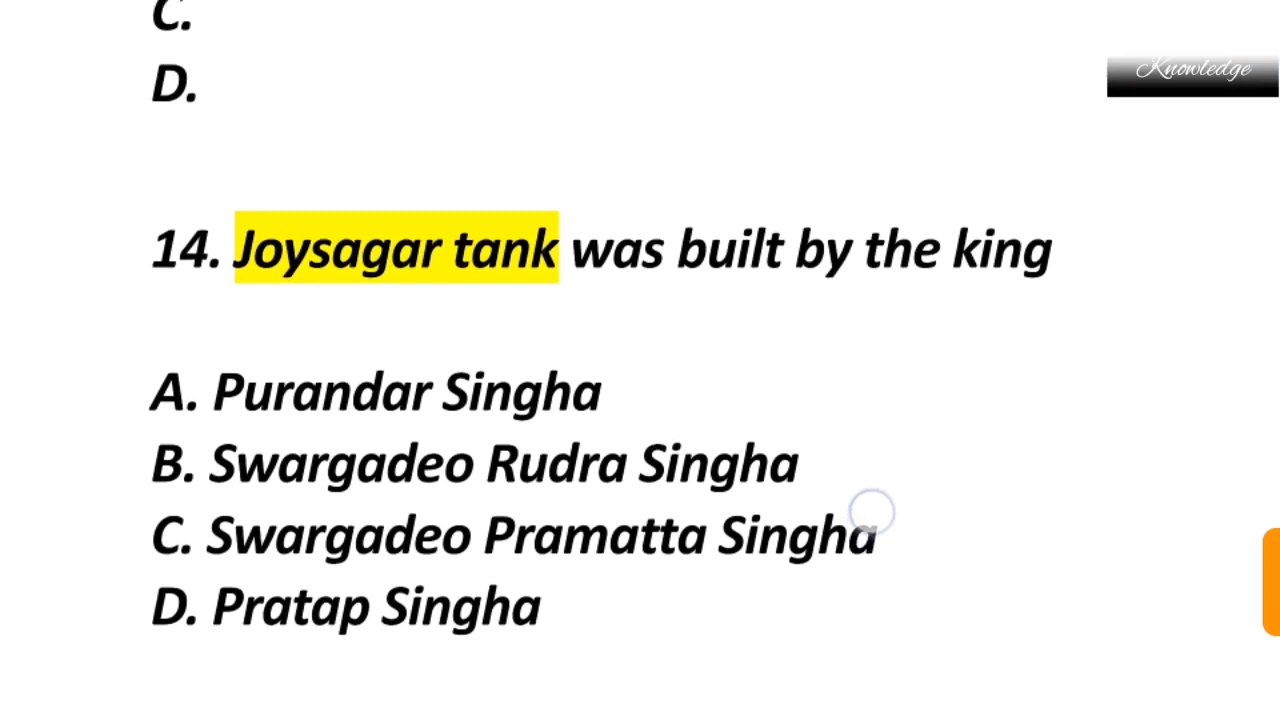 C.
D.
Knowledge
14. Joysagar tank was built by the king
A. Purandar Singha
B. Swargadeo Rudra Singha
C. Swargadeo Pramatta Singha
D. Pratap Singha